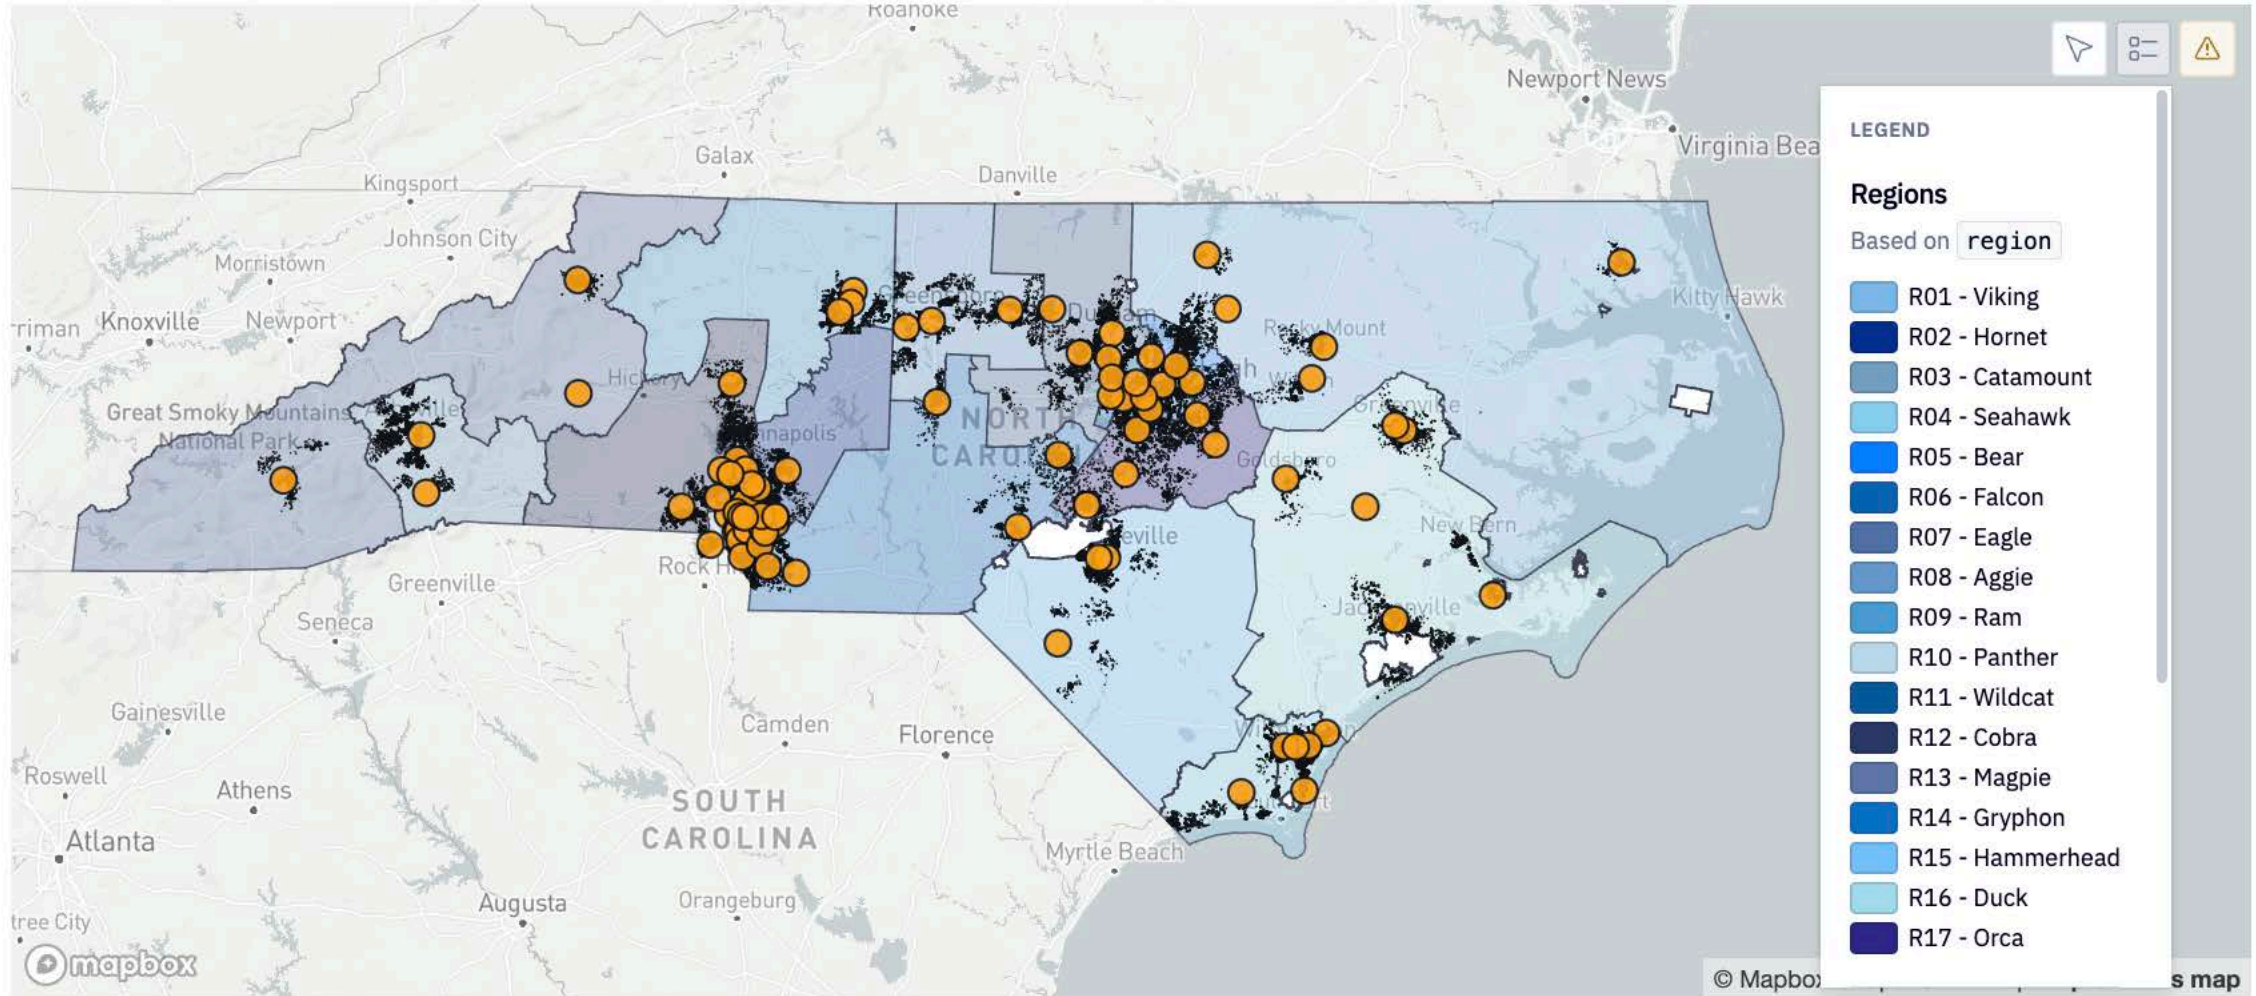 Roanoke
Newport News
Virginia Bea
Galax
Kingsport
Danville
Johnson City
Morristown
Kitty Hawk
rriman
Knoxville
Newport
Rocky Mount
Hickory
Great Smoky Mountains
National Park
NORTH
Goldsboro
New Bern
eville
Rock H
Greenville
Seneca
Gainesville
Camden
Florence
Roswell
Athens
SOUTH
CAROLINA
Atlanta
Myrtle Beach
Augusta
Orangeburg
tree City
mapbox
LEGEND
Regions
Based on region
R01 - Viking
R02 - Hornet
R03 - Catamount
R04 - Seahawk
R05 - Bear
R06 - Falcon
R07 - Eagle
R08 - Aggie
R09 - Ram
R10 - Panther
R11 - Wildcat
R12 - Cobra
R13 - Magpie
R14 - Gryphon
R15 - Hammerhead
R16 - Duck
R17 - Orca
© Mapbox
s map